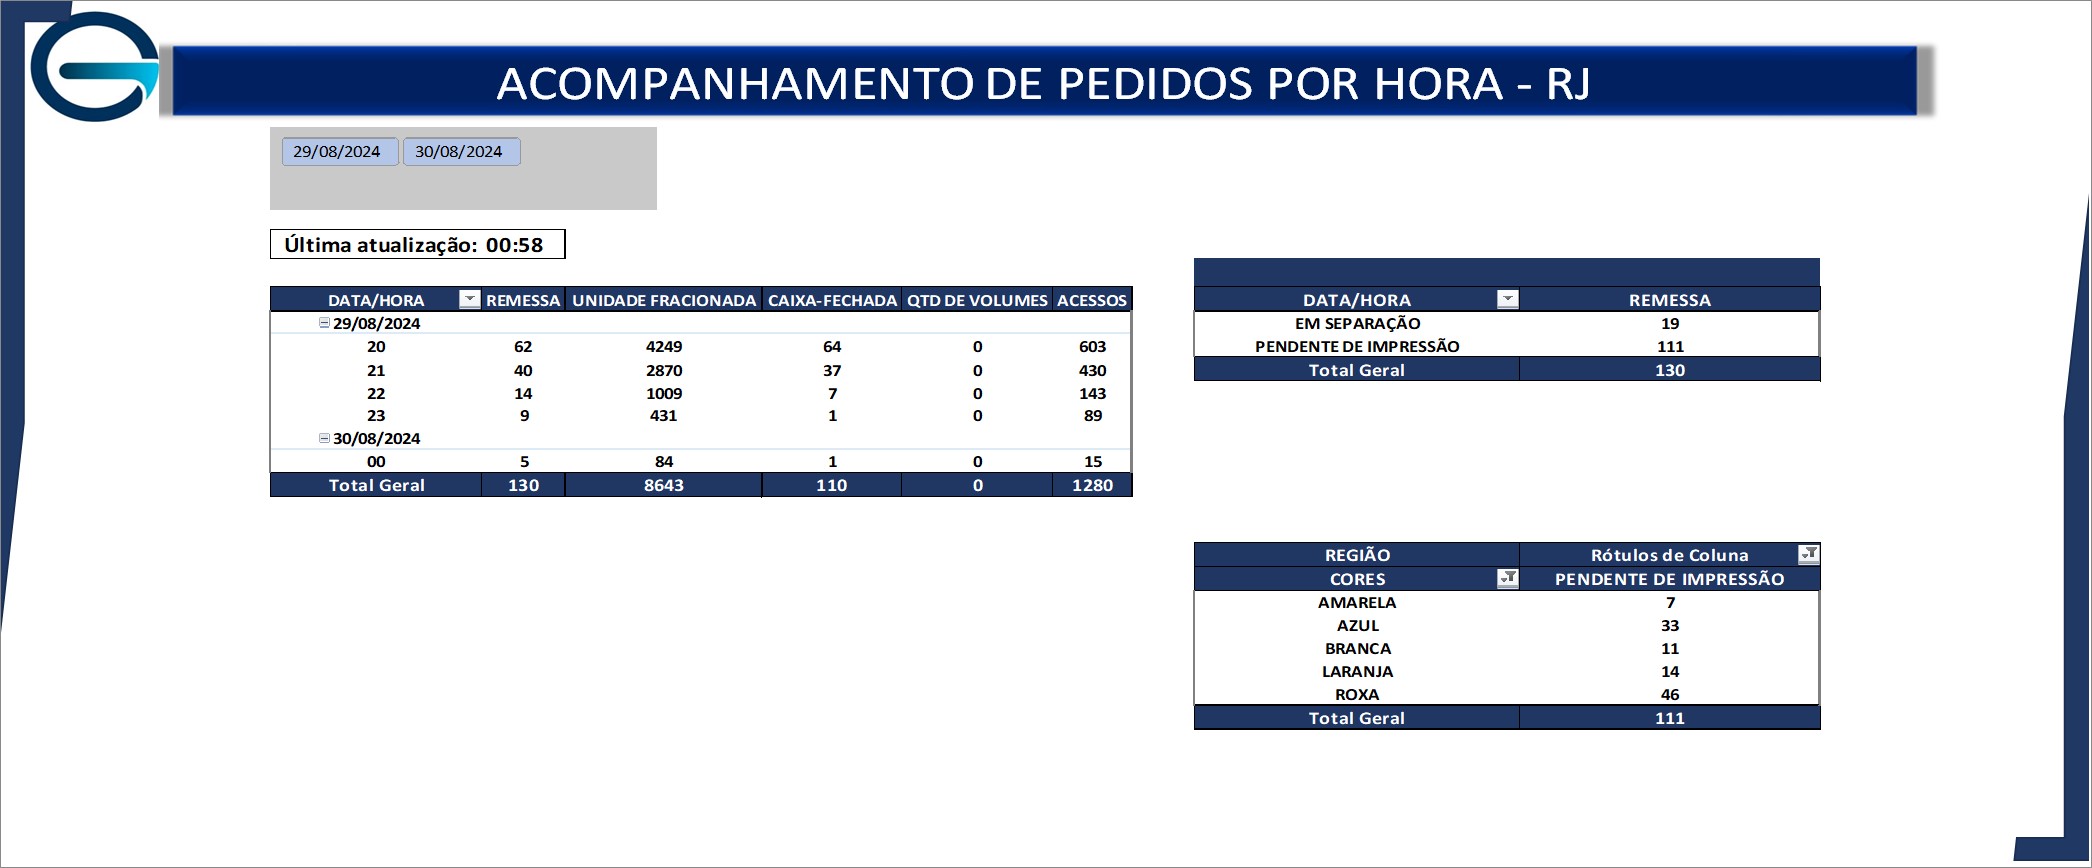 ACOMPANHAMENTO DE PEDIDOS POR HORA - RJ
29/08/2024 30/08/2024
Última atualização: 00:58
DATA/HORA REMESSA UNIDADE FRACIONADA CAIXA-FECHADA QTD DE VOLUMES ACESSOS
29/08/2024
20 62 4249 64 0 603
21 40 2870 37 0 430
22 14 1009 7 0 143
23 9 431 1 0 89
30/08/2024
00 5 84 1 0 15
Total Geral 130 8643 110 0 1280
DATA/HORA REMESSA
EM SEPARAÇÃO 19
PENDENTE DE IMPRESSÃO 111
Total Geral 130
REGIÃO Rótulos de Coluna
CORES PENDENTE DE IMPRESSÃO
AMARELA 7
AZUL 33
BRANCA 11
LARANJA 14
ROXA 46
Total Geral 111